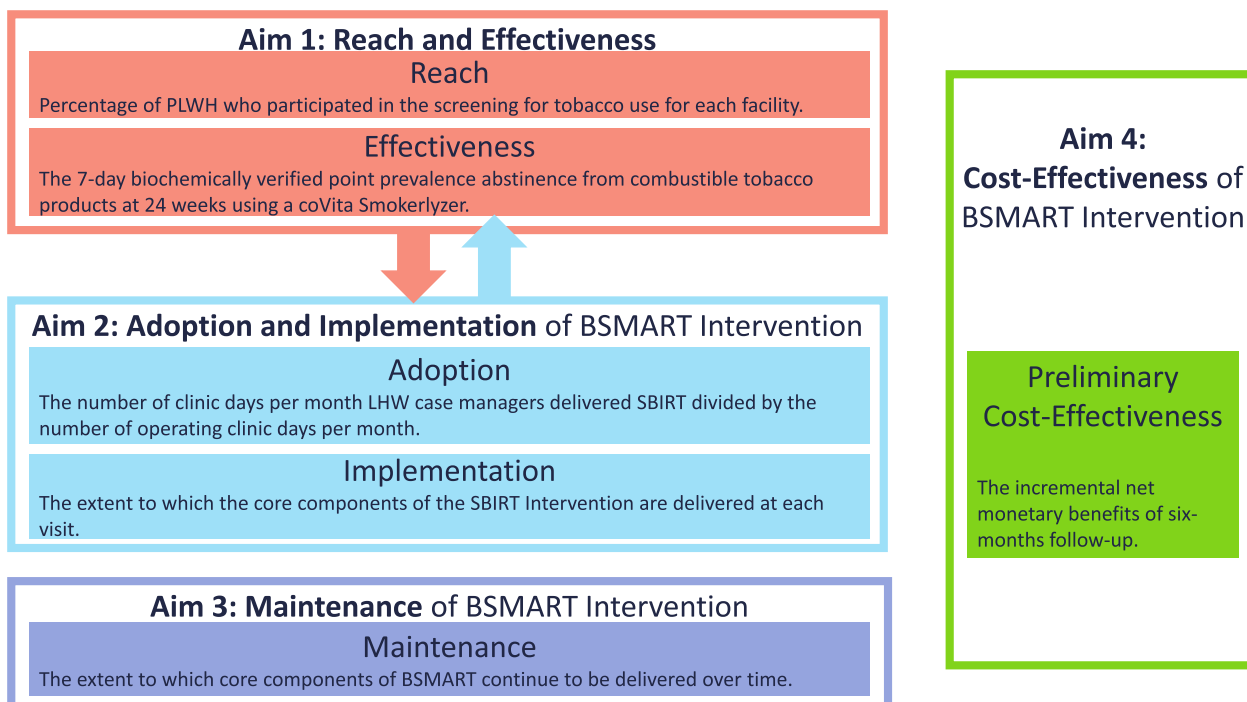 Aim 1: Reach and Effectiveness
Reach
Percentage of PLWH who participated in the screening for tobacco use for each facility.
Effectiveness
The 7-day biochemically verified point prevalence abstinence from combustible tobacco
products at 24 weeks using a coVita Smokerlyzer.
Aim 2: Adoption and Implementation of BSMART Intervention
Adoption
The number of clinic days per month LHW case managers delivered SBIRT divided by the
number of operating clinic days per month.
Implementation
The extent to which the core components of the SBIRT Intervention are delivered at each
visit.
Aim 3: Maintenance of BSMART Intervention
Maintenance
The extent to which core components of BSMART continue to be delivered over time.
Aim 4:
Cost-Effectiveness of
BSMART Intervention
Preliminary
Cost-Effectiveness
The incremental net
monetary benefits of six-
months follow-up.